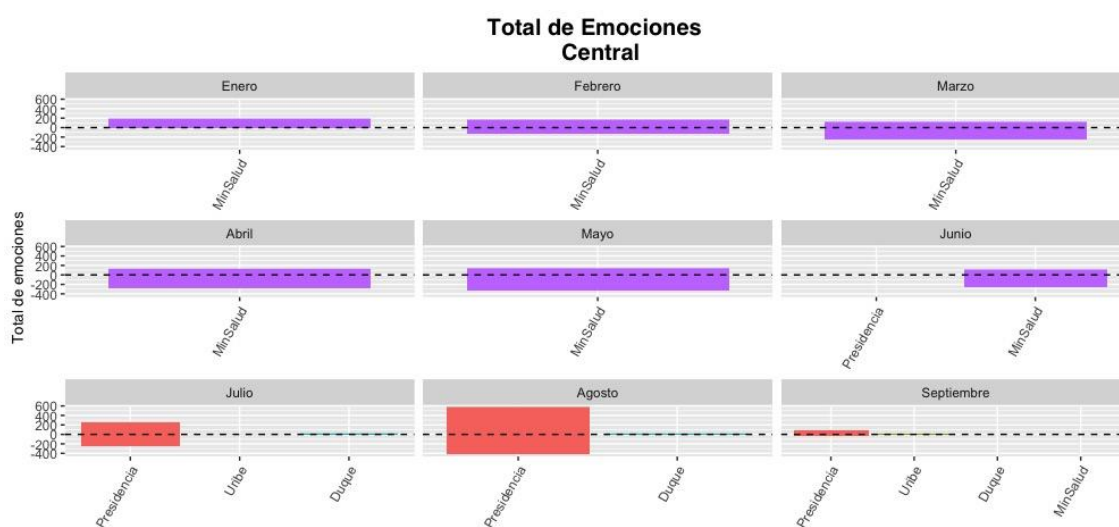 Total de Emociones
Central
Total de emociones
Enero
Febrero
Marzo
600
400
200
0
-200
-400
MinSalud
MinSalud
MinSalud
Abril
Mayo
Junio
600
400
200
0
-200
-400
MinSalud
MinSalud
Presidencia
MinSalud
Julio
Agosto
Septiembre
600
400
200
0
-200
-400
Presidencia
Uribe
Duque
Presidencia
Duque
Presidencia
Uribe
Duque
MinSalud